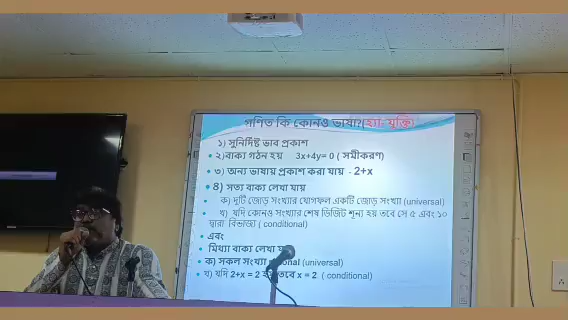 গণিত কি কোনও ভাষা?(হ্যা- যুক্তি)
১) সুনির্দিষ্ট ভাব প্রকাশ
২)বাক্য গঠন হয় 3x+4y= 0 ( সমীকরণ)
৩) অন্য ভাষায় প্রকাশ করা যায় - 2+x
৪) সত্য বাক্য লেখা যায়
ক) দুটি জোড় সংখ্যার যোগফল একটি জোড় সংখ্যা (universal)
খ) যদি কোনও সংখ্যার শেষ ডিজিট শূন্য হয় তবে সে ৫ এবং ১০
দ্বারা বিভাজ্য ( conditional)
এবং
মিথ্যা বাক্য লেখা
ক) সকল সংখ্যা (universal)
খ) যদি 2+x = 2 তবে x = 2. ( conditional)